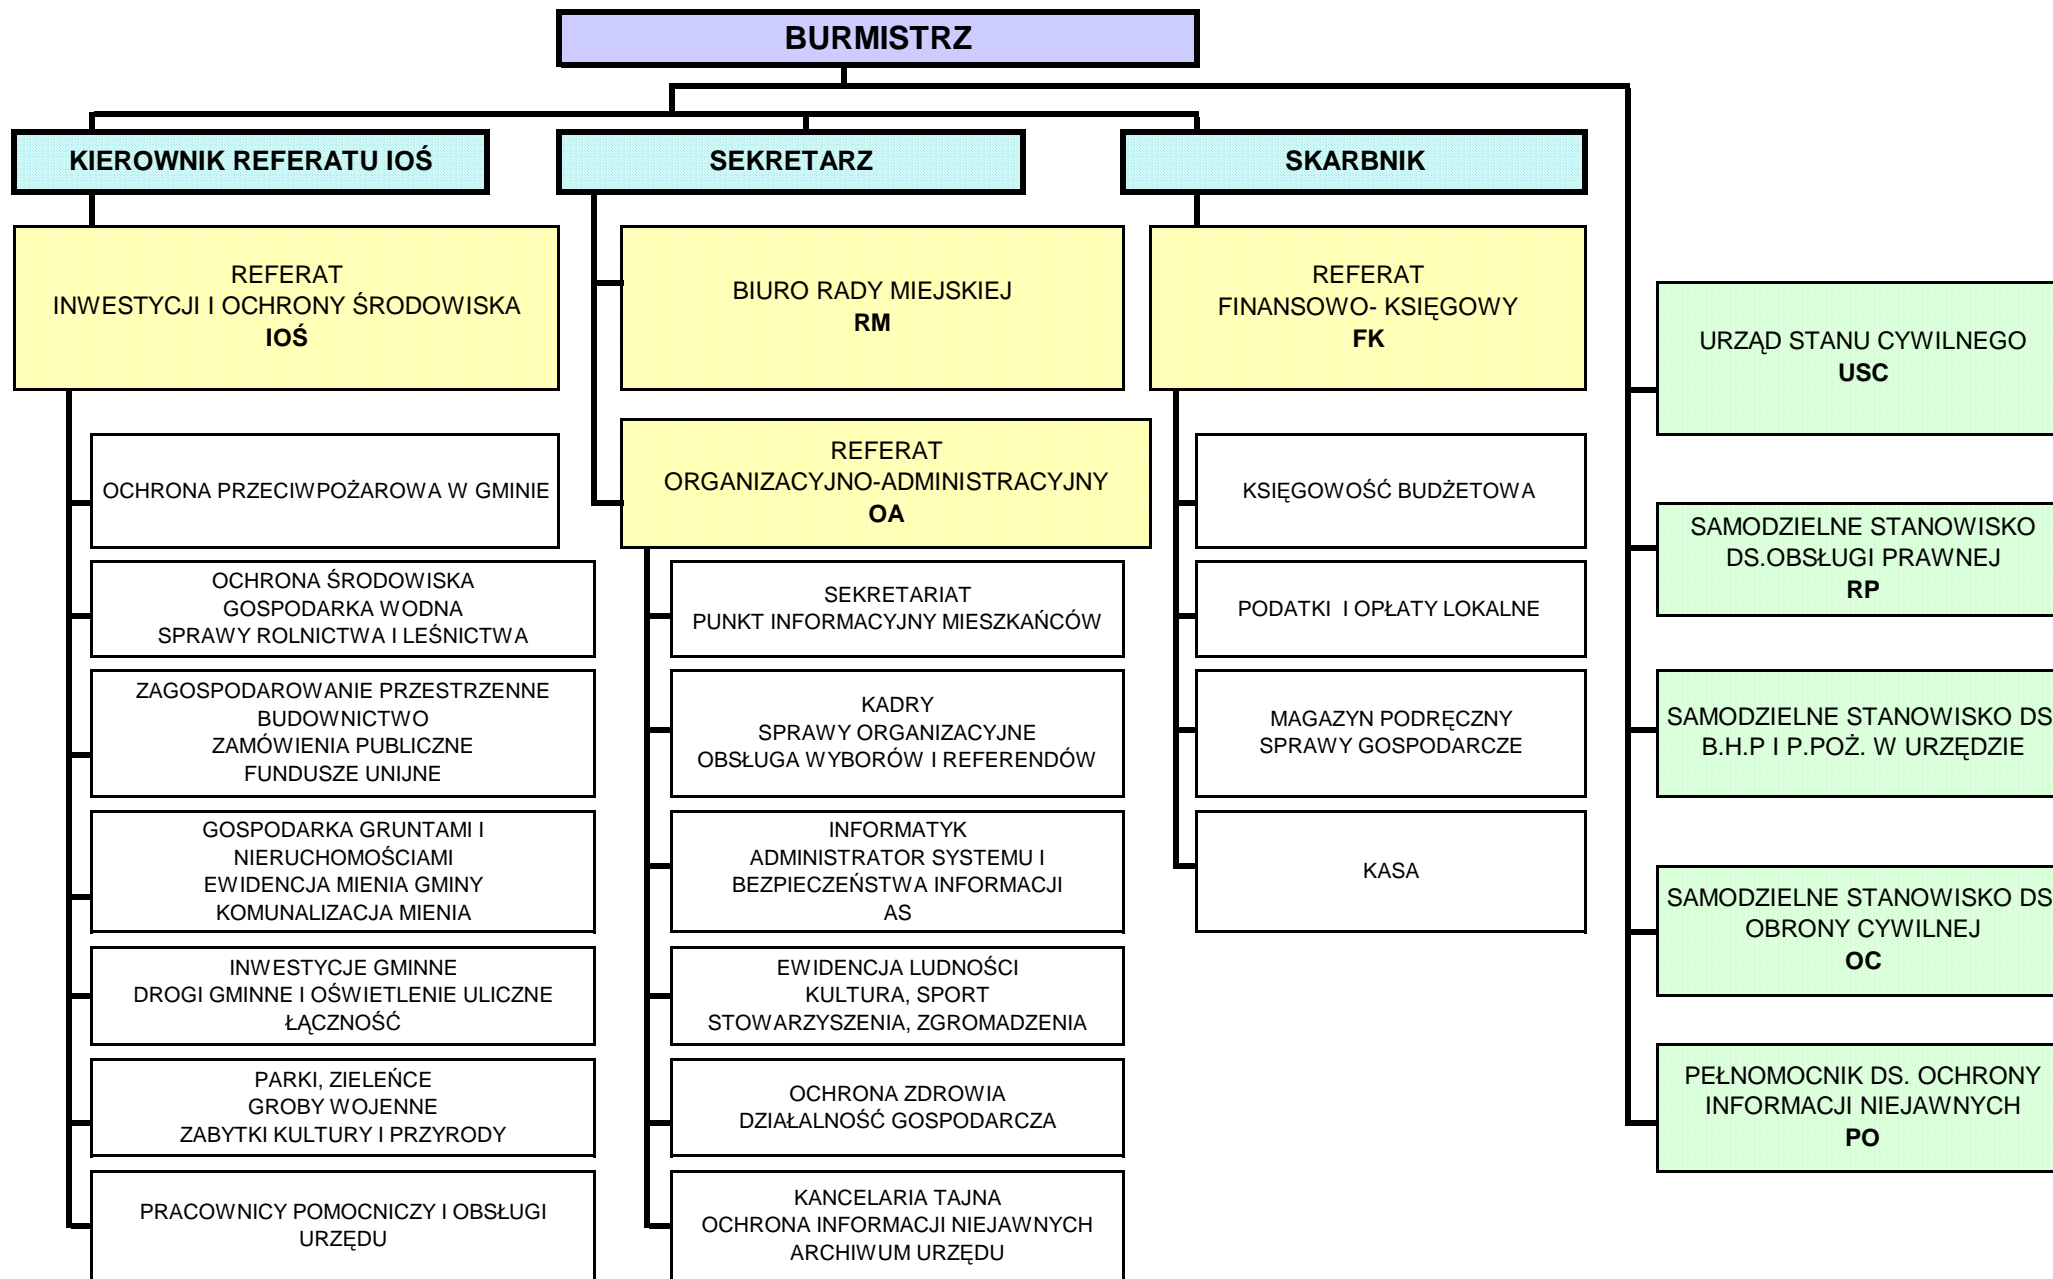 BURMISTRZ
KIEROWNIK REFERATU IOŚ
SEKRETARZ
SKARBNIK
REFERAT
INWESTYCJI I OCHRONY ŚRODOWISKA
IOŚ
OCHRONA PRZECIWPOŻAROWA W GMINIE
OCHRONA ŚRODOWISKA
GOSPODARKA WODNA
SPRAWY ROLNICTWA I LEŚNICTWA
ZAGOSPODAROWANIE PRZESTRZENNE
BUDOWNICTWO
ZAMÓWIENIA PUBLICZNE
FUNDUSZE UNIJNE
GOSPODARKA GRUNTAMI I
NIERUCHOMOŚCIAMI
EWIDENCJA MIENIA GMINY
KOMUNALIZACJA MIENIA
INWESTYCJE GMINNE
DROGI GMINNE I OŚWIETLENIE ULICZNE
ŁĄCZNOŚĆ
PARKI, ZIELEŃCE
GROBY WOJENNE
ZABYTKI KULTURY I PRZYRODY
PRACOWNICY POMOCNICZY I OBSŁUGI
URZĘDU
BIURO RADY MIEJSKIEJ
RM
REFERAT
ORGANIZACYJNO-ADMINISTRACYJNY
OA
SEKRETARIAT
PUNKT INFORMACYJNY MIESZKAŃCÓW
KADRY
SPRAWY ORGANIZACYJNE
OBSŁUGA WYBORÓW I REFERENDÓW
INFORMATYK
ADMINISTRATOR SYSTEMU I
BEZPIECZEŃSTWA INFORMACJI
AS
EWIDENCJA LUDNOŚCI
KULTURA, SPORT
STOWARZYSZENIA, ZGROMADZENIA
OCHRONA ZDROWIA
DZIAŁALNOŚĆ GOSPODARCZA
KANCELARIA TAJNA
OCHRONA INFORMACJI NIEJAWNYCH
ARCHIWUM URZĘDU
REFERAT
FINANSOWO- KSIĘGOWY
FK
KSIĘGOWOŚĆ BUDŻETOWA
PODATKI I OPŁATY LOKALNE
MAGAZYN PODRĘCZNY
SPRAWY GOSPODARCZE
KASA
URZĄD STANU CYWILNEGO
USC
SAMODZIELNE STANOWISKO
DS.OBSŁUGI PRAWNEJ
RP
SAMODZIELNE STANOWISKO DS
B.H.P I P.POŻ. W URZĘDZIE
SAMODZIELNE STANOWISKO DS
OBRONY CYWILNEJ
OC
PEŁNOMOCNIK DS. OCHRONY
INFORMACJI NIEJAWNYCH
PO